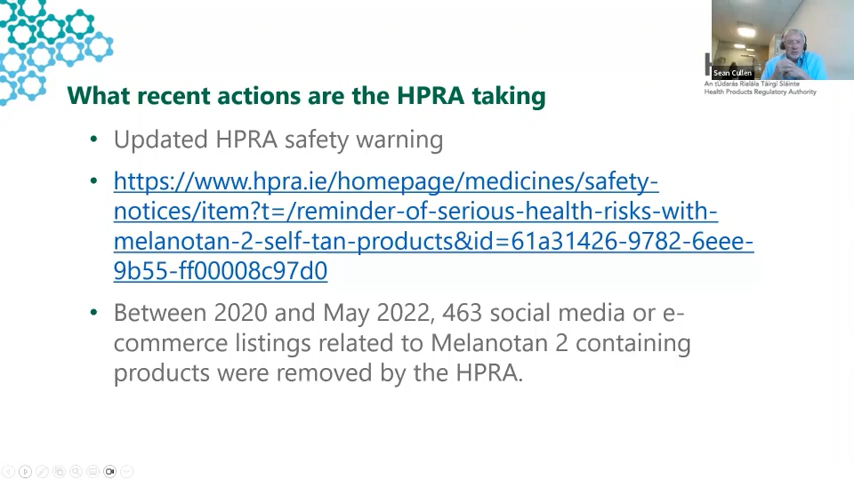 Sean Cullen
An tÚdarás Rialála Táirgí Sláinte
Health Products Regulatory Authority
What recent actions are the HPRA taking
• Updated HPRA safety warning
• https://www.hpra.ie/homepage/medicines/safety-
notices/item?t=/reminder-of-serious-health-risks-with-
melanotan-2-self-tan-products&id=61a31426-9782-6eee-
9b55-ff00008c97d0
• Between 2020 and May 2022, 463 social media or e-
commerce listings related to Melanotan 2 containing
products were removed by the HPRA.